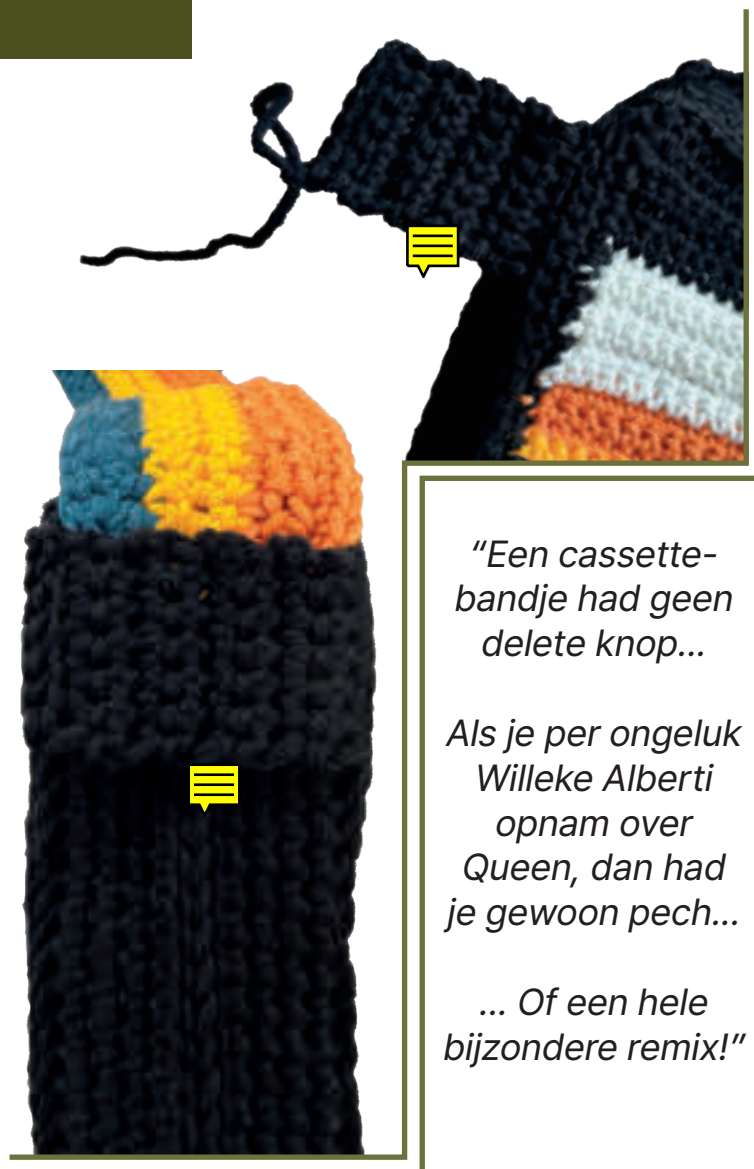 “Een cassette-
bandje had geen
delete knop...
Als je per ongeluk
Willeke Alberti
opnam over
Queen, dan had
je gewoon pech...
... Of een hele
bijzondere remix!”